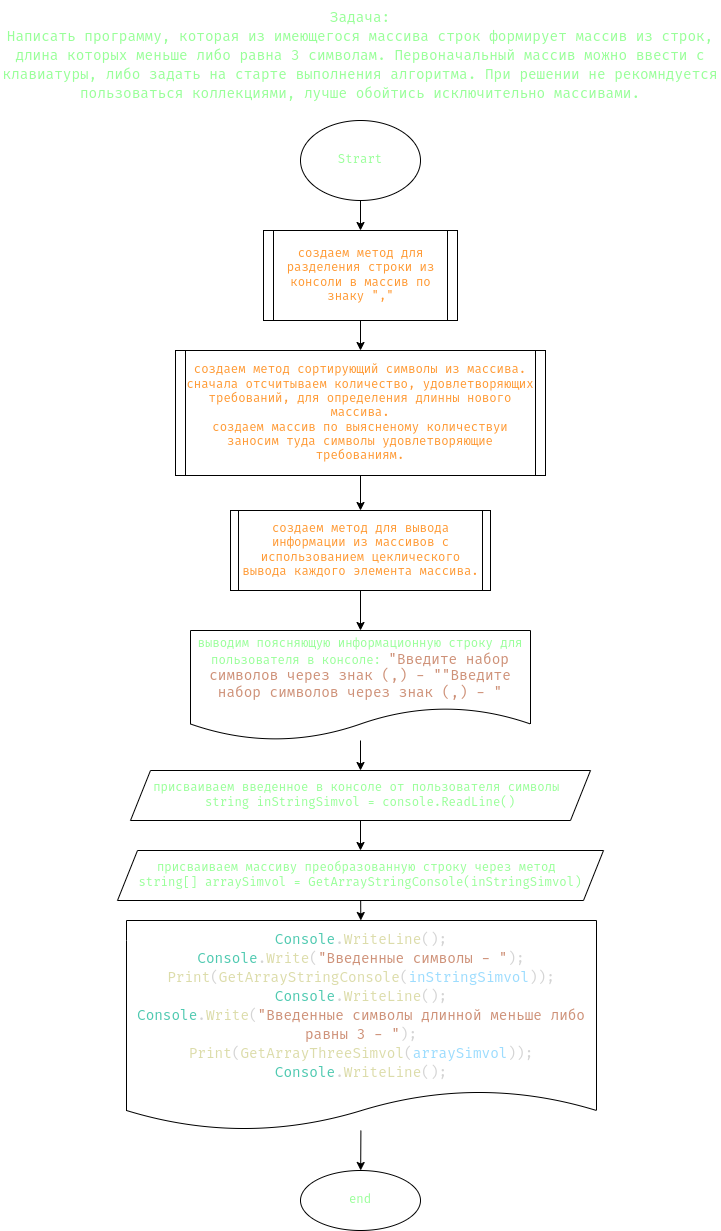 Задача:
Написать программу, которая из имеющегося массива строк формирует массив из строк,
длина которых меньше либо равна 3 символам. Первоначальный массив можно ввести с
клавиатуры, либо задать на старте выполнения алгоритма. При решении не рекомндуется
пользоваться коллекциями, лучше обойтись исключительно массивами.
Strart
создаем метод для
разделения строки из
консоли в массив по
знаку ","
создаем метод сортирующий символы из массива.
сначала отсчитываем количество, удовлетворяющих
требований, для определения длинны нового
массива.
создаем массив по выясненому количествуи
заносим туда символы удовлетворяющие
требованиям.
создаем метод для вывода
информации из массивов с
использованием цеклического
вывода каждого элемента массива.
выводим поясняющую информационную строку для
пользователя в консоле: "Введите набор
символов через знак (,) - ""Введите
набор символов через знак (,) - "
присваиваем введенное в консоле от пользователя символы
string inStringSimvol = console.ReadLine()
присваиваем массиву преобразованную строку через метод
string[] arraySimvol = GetArrayStringConsole(inStringSimvol)
Console.WriteLine();
Console.Write("Введенные символы - ");
Print(GetArrayStringConsole(inStringSimvol));
Console.WriteLine();
Console.Write("Введенные символы длинной меньше либо
равны 3 - ");
Print(GetArrayThreeSimvol(arraySimvol));
Console.WriteLine();
end